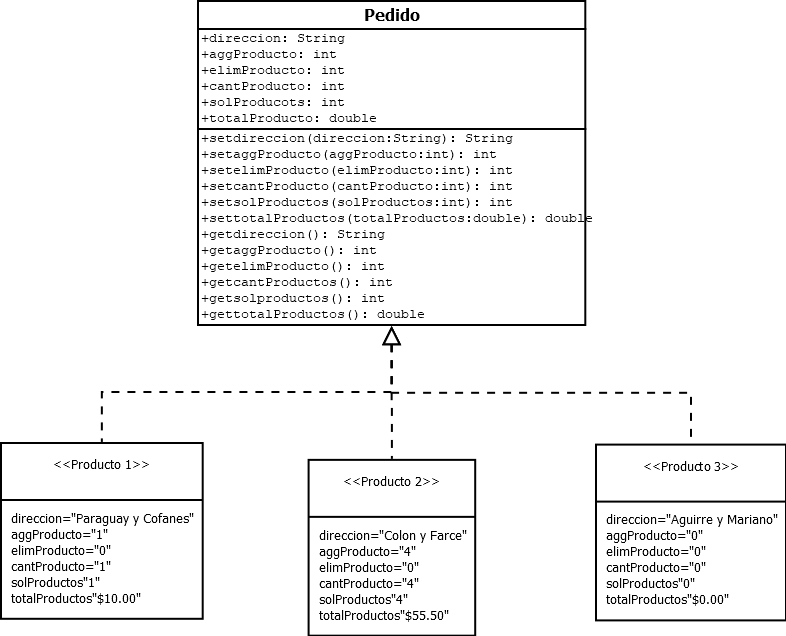 Pedido
+direccion: String
+aggProducto: int
+elimProducto: int
+cantProducto: int
+solProducots: int
+totalProducto: double
+setdireccion(direccion:String): String
+setaggProducto(aggProducto:int): int
+setelimProducto(elimProducto:int): int
+setcantProducto(cantProducto:int): int
+setsolProductos(solProductos:int): int
+settotalProductos(totalProductos:double): double
+getdireccion(): String
+getaggProducto(): int
+getelimProducto(): int
+getcantProductos(): int
+getsolproductos(): int
+gettotalProductos(): double
<<Producto 1>>
direccion="Paraguay y Cofanes"
aggProducto="1"
elimProducto="0"
cantProducto="1"
solProductos"1"
totalProductos"$10.00"
<<Producto 2>>
direccion="Colon y Farce"
aggProducto="4"
elimProducto="0"
cantProducto="4"
solProductos"4"
totalProductos"$55.50"
<<Producto 3>>
direccion="Aguirre y Mariano"
aggProducto="0"
elimProducto="0"
cantProducto="0"
solProductos"0"
totalProductos"$0.00"